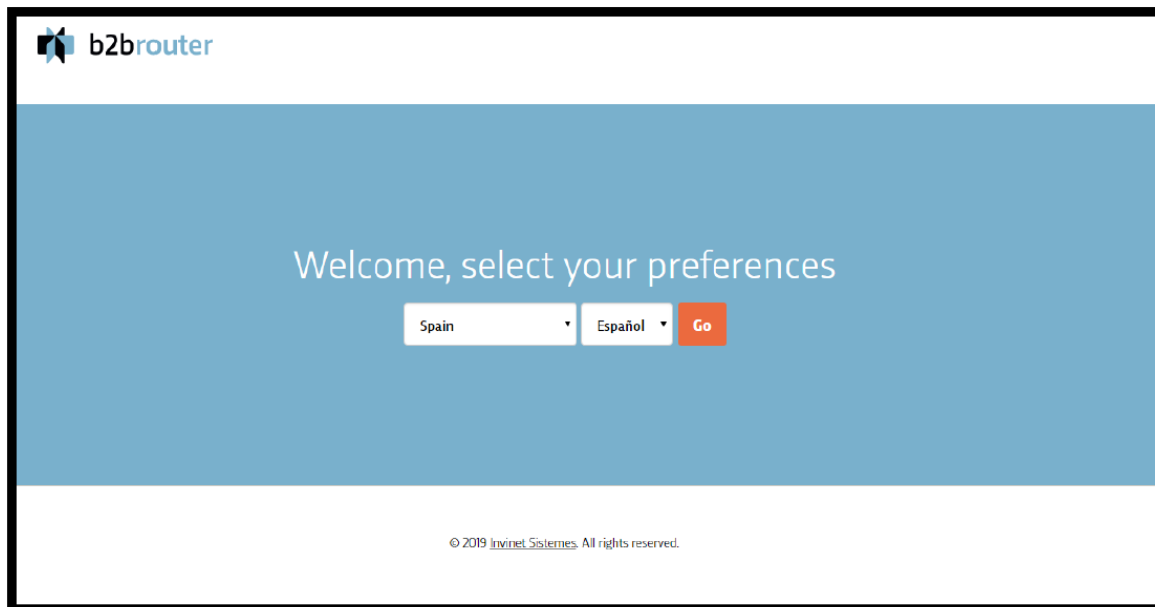 b2brouter
Welcome, select your preferences
Spain Español Go
© 2019 Invinet Sistemes. All rights reserved.